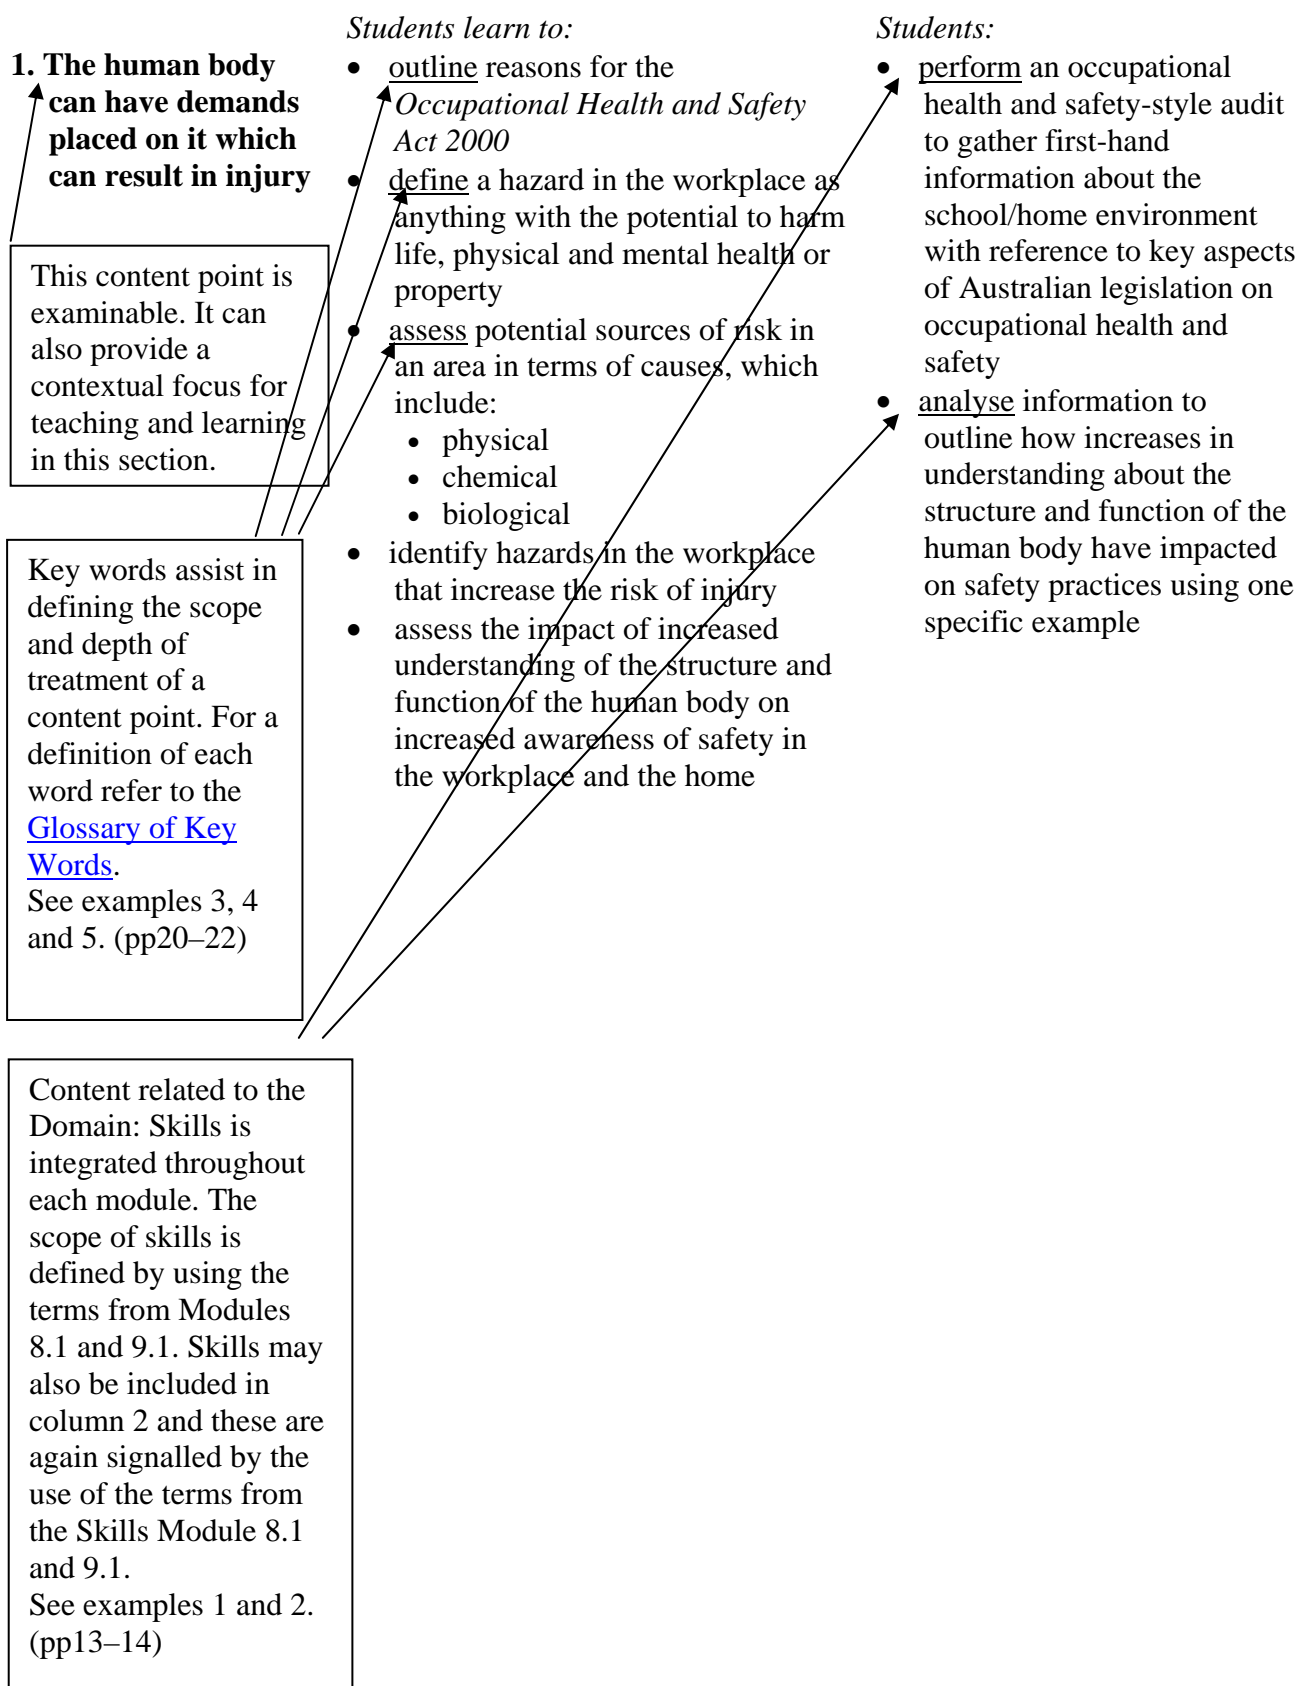 1. The human body
can have demands
placed on it which
can result in injury
This content point is
examinable. It can
also provide a
contextual focus for
teaching and learning
in this section.
Key words assist in
defining the scope
and depth of
treatment of a
content point. For a
definition of each
word refer to the
Glossary of Key
Words.
See examples 3, 4
and 5. (pp20–22)
Content related to the
Domain: Skills is
integrated throughout
each module. The
scope of skills is
defined by using the
terms from Modules
8.1 and 9.1. Skills may
also be included in
column 2 and these are
again signalled by the
use of the terms from
the Skills Module 8.1
and 9.1.
See examples 1 and 2.
(pp13–14)
Students learn to:
• outline reasons for the
Occupational Health and Safety
Act 2000
• define a hazard in the workplace as
anything with the potential to harm
life, physical and mental health or
property
• assess potential sources of risk in
an area in terms of causes, which
include:
• physical
• chemical
• biological
• identify hazards in the workplace
that increase the risk of injury
• assess the impact of increased
understanding of the structure and
function of the human body on
increased awareness of safety in
the workplace and the home
Students:
• perform an occupational
health and safety-style audit
to gather first-hand
information about the
school/home environment
with reference to key aspects
of Australian legislation on
occupational health and
safety
• analyse information to
outline how increases in
understanding about the
structure and function of the
human body have impacted
on safety practices using one
specific example